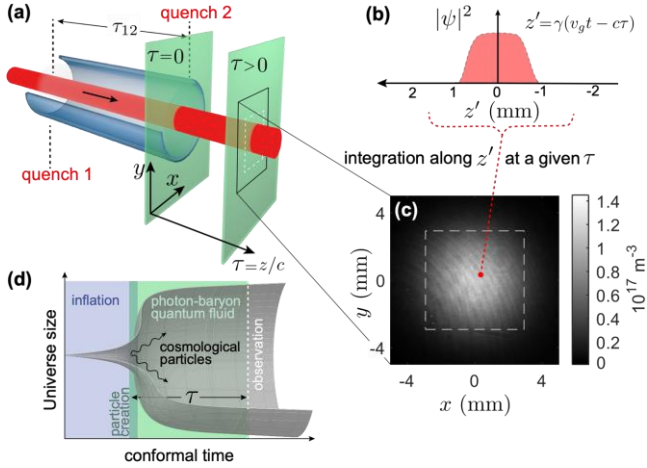 (a)
quench 2
τ₁₂
τ=0
τ>0
quench 1
y
x
τ=z/c
(b)
|ψ|²
z′=γ(v_g t − cτ)
2 1 0 -1 -2
z′ (mm)
integration along z′ at a given τ
(c)
4
0
-4
y (mm)
-4 0 4
x (mm)
1.4
1.2
1
0.8
0.6
0.4
0.2
0
10¹⁷ m⁻³
(d)
Universe size
inflation
photon-baryon
quantum fluid
cosmological
particles
particle
creation
τ
observation
conformal time